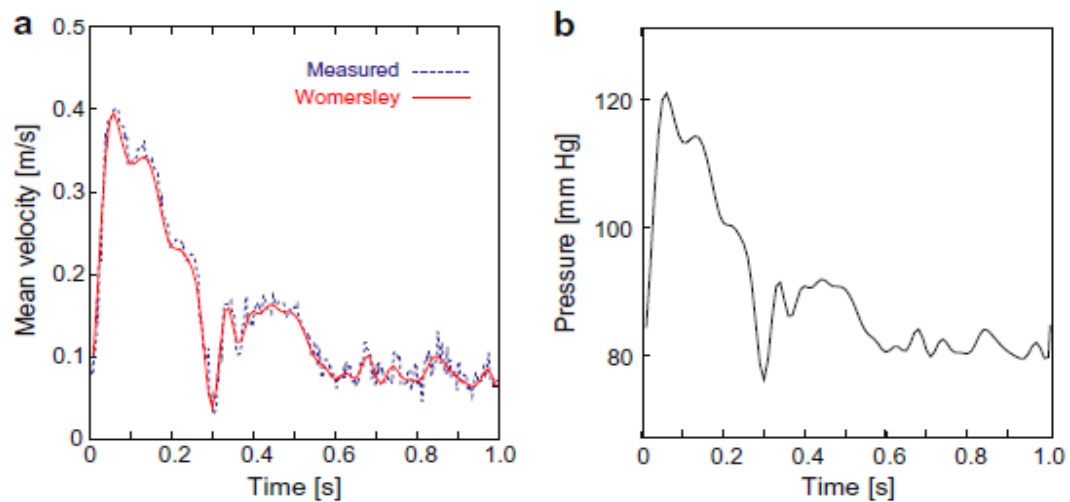 a
Mean velocity [m/s]
0.5
0.4
0.3
0.2
0.1
0
Measured
Womersley
0 0.2 0.4 0.6 0.8 1.0
Time [s]
b
Pressure [mm Hg]
120
100
80
0 0.2 0.4 0.6 0.8 1.0
Time [s]